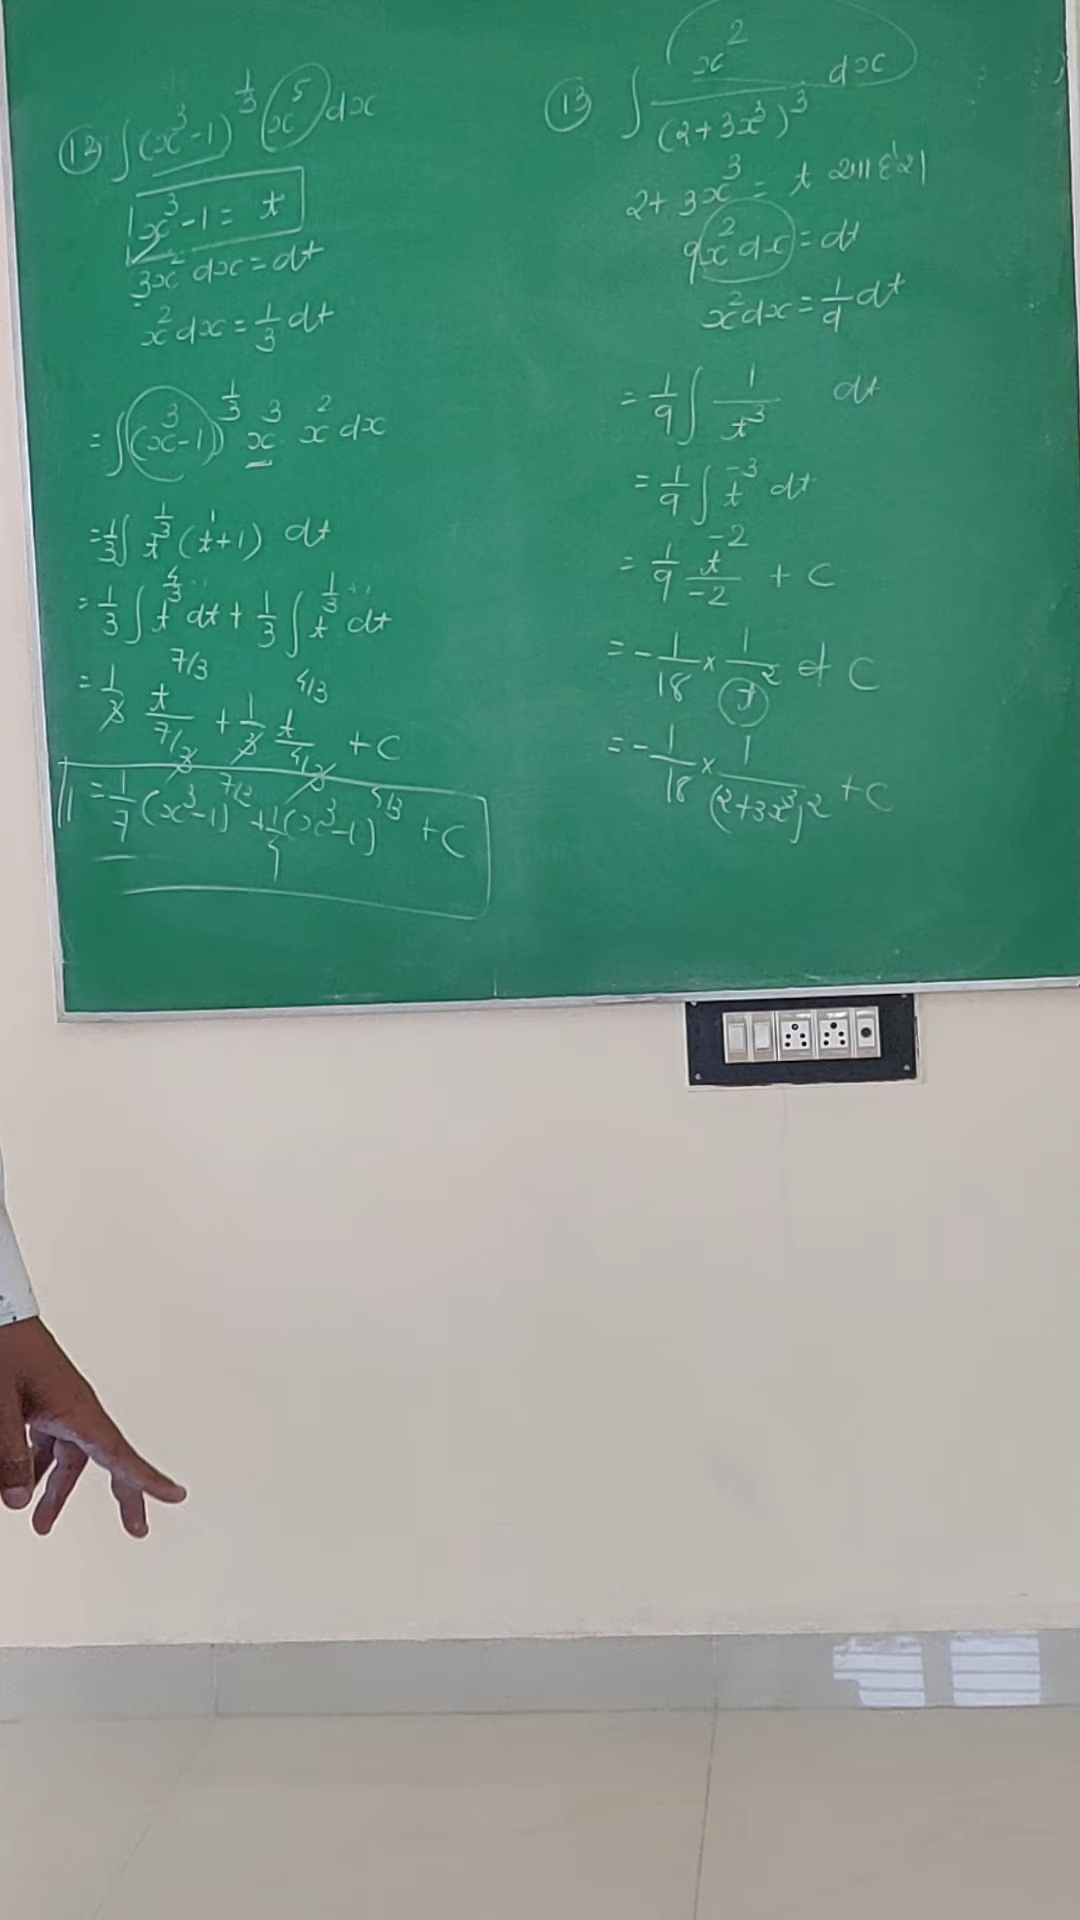 (12) ∫ (x³-1)^(1/3) x⁵ dx
x³-1 = t
3x² dx = dt
x² dx = 1/3 dt
= ∫ (x³-1)^(1/3) x³ x² dx
= 1/3 ∫ t^(1/3) (t¹+1) dt
= 1/3 ∫ t^(4/3) dt + 1/3 ∫ t^(1/3) dt
= 1/3 t^(7/3)/(7/3) + 1/3 t^(4/3)/(4/3) + C
= 1/7 (x³-1)^(7/3) + 1/4 (x³-1)^(4/3) + C
(13) ∫ x²/(2+3x³)³ dx
2+3x³ = t
9x² dx = dt
x² dx = 1/9 dt
= 1/9 ∫ 1/t³ dt
= 1/9 ∫ t⁻³ dt
= 1/9 t⁻²/-2 + C
= -1/18 × 1/t² + C
= -1/18 × 1/(2+3x³)² + C